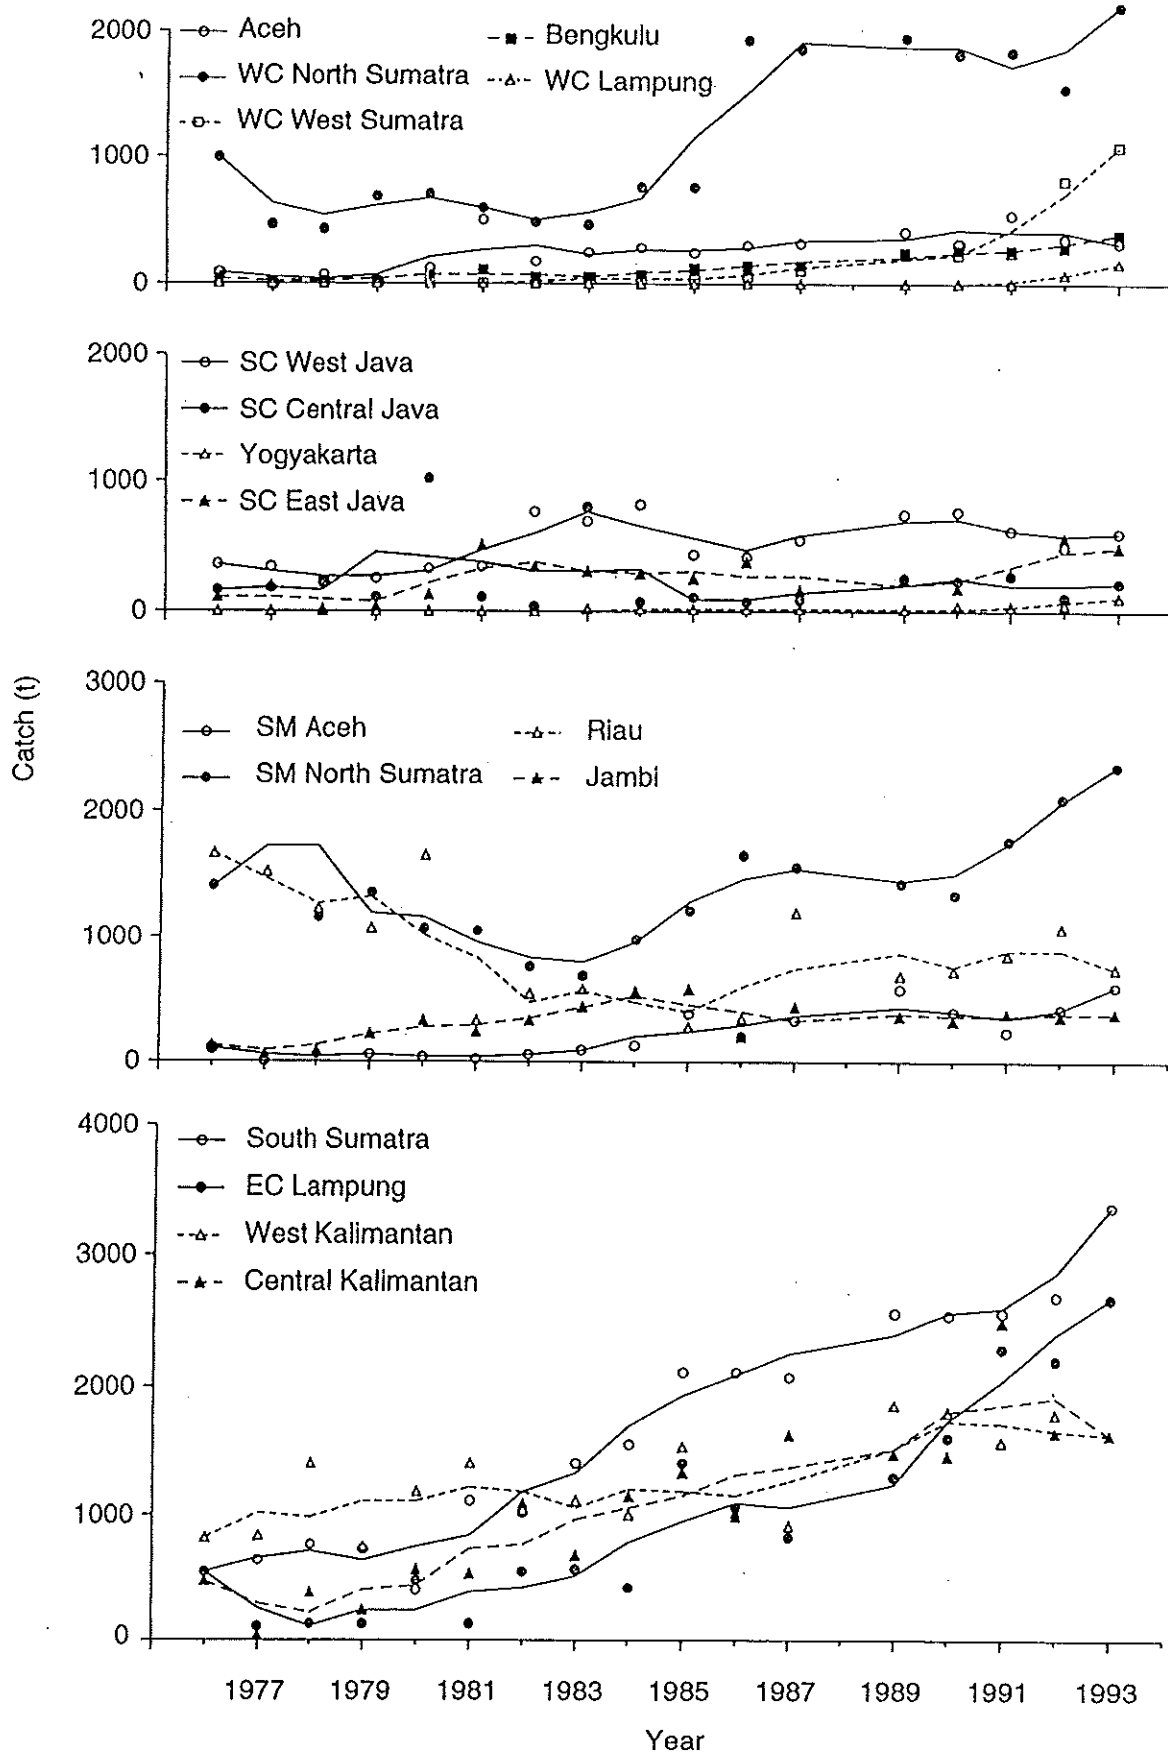 2000
Aceh
Bengkulu
WC North Sumatra
WC Lampung
WC West Sumatra
1000
0
2000
SC West Java
SC Central Java
Yogyakarta
1000
SC East Java
0
Catch (t)
3000
SM Aceh
Riau
SM North Sumatra
Jambi
2000
1000
0
4000
South Sumatra
EC Lampung
West Kalimantan
3000
Central Kalimantan
2000
1000
0
1977 1979 1981 1983 1985 1987 1989 1991 1993
Year